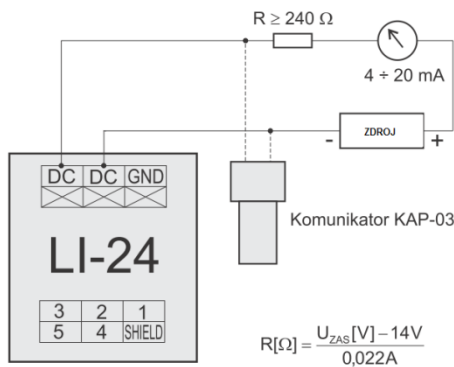 R ≥ 240 Ω
4 ÷ 20 mA
- ZDROJ +
DC DC GND
Komunikator KAP-03
LI-24
3 2 1
5 4 SHIELD
R[Ω] = U_ZAS[V] – 14V / 0,022A